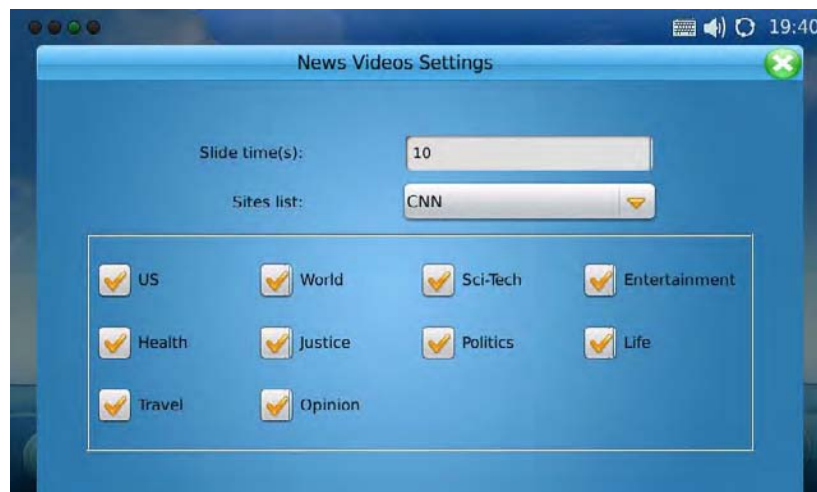 19:40
News Videos Settings
Slide time(s): 10
Sites list: CNN
US World Sci-Tech Entertainment
Health Justice Politics Life
Travel Opinion